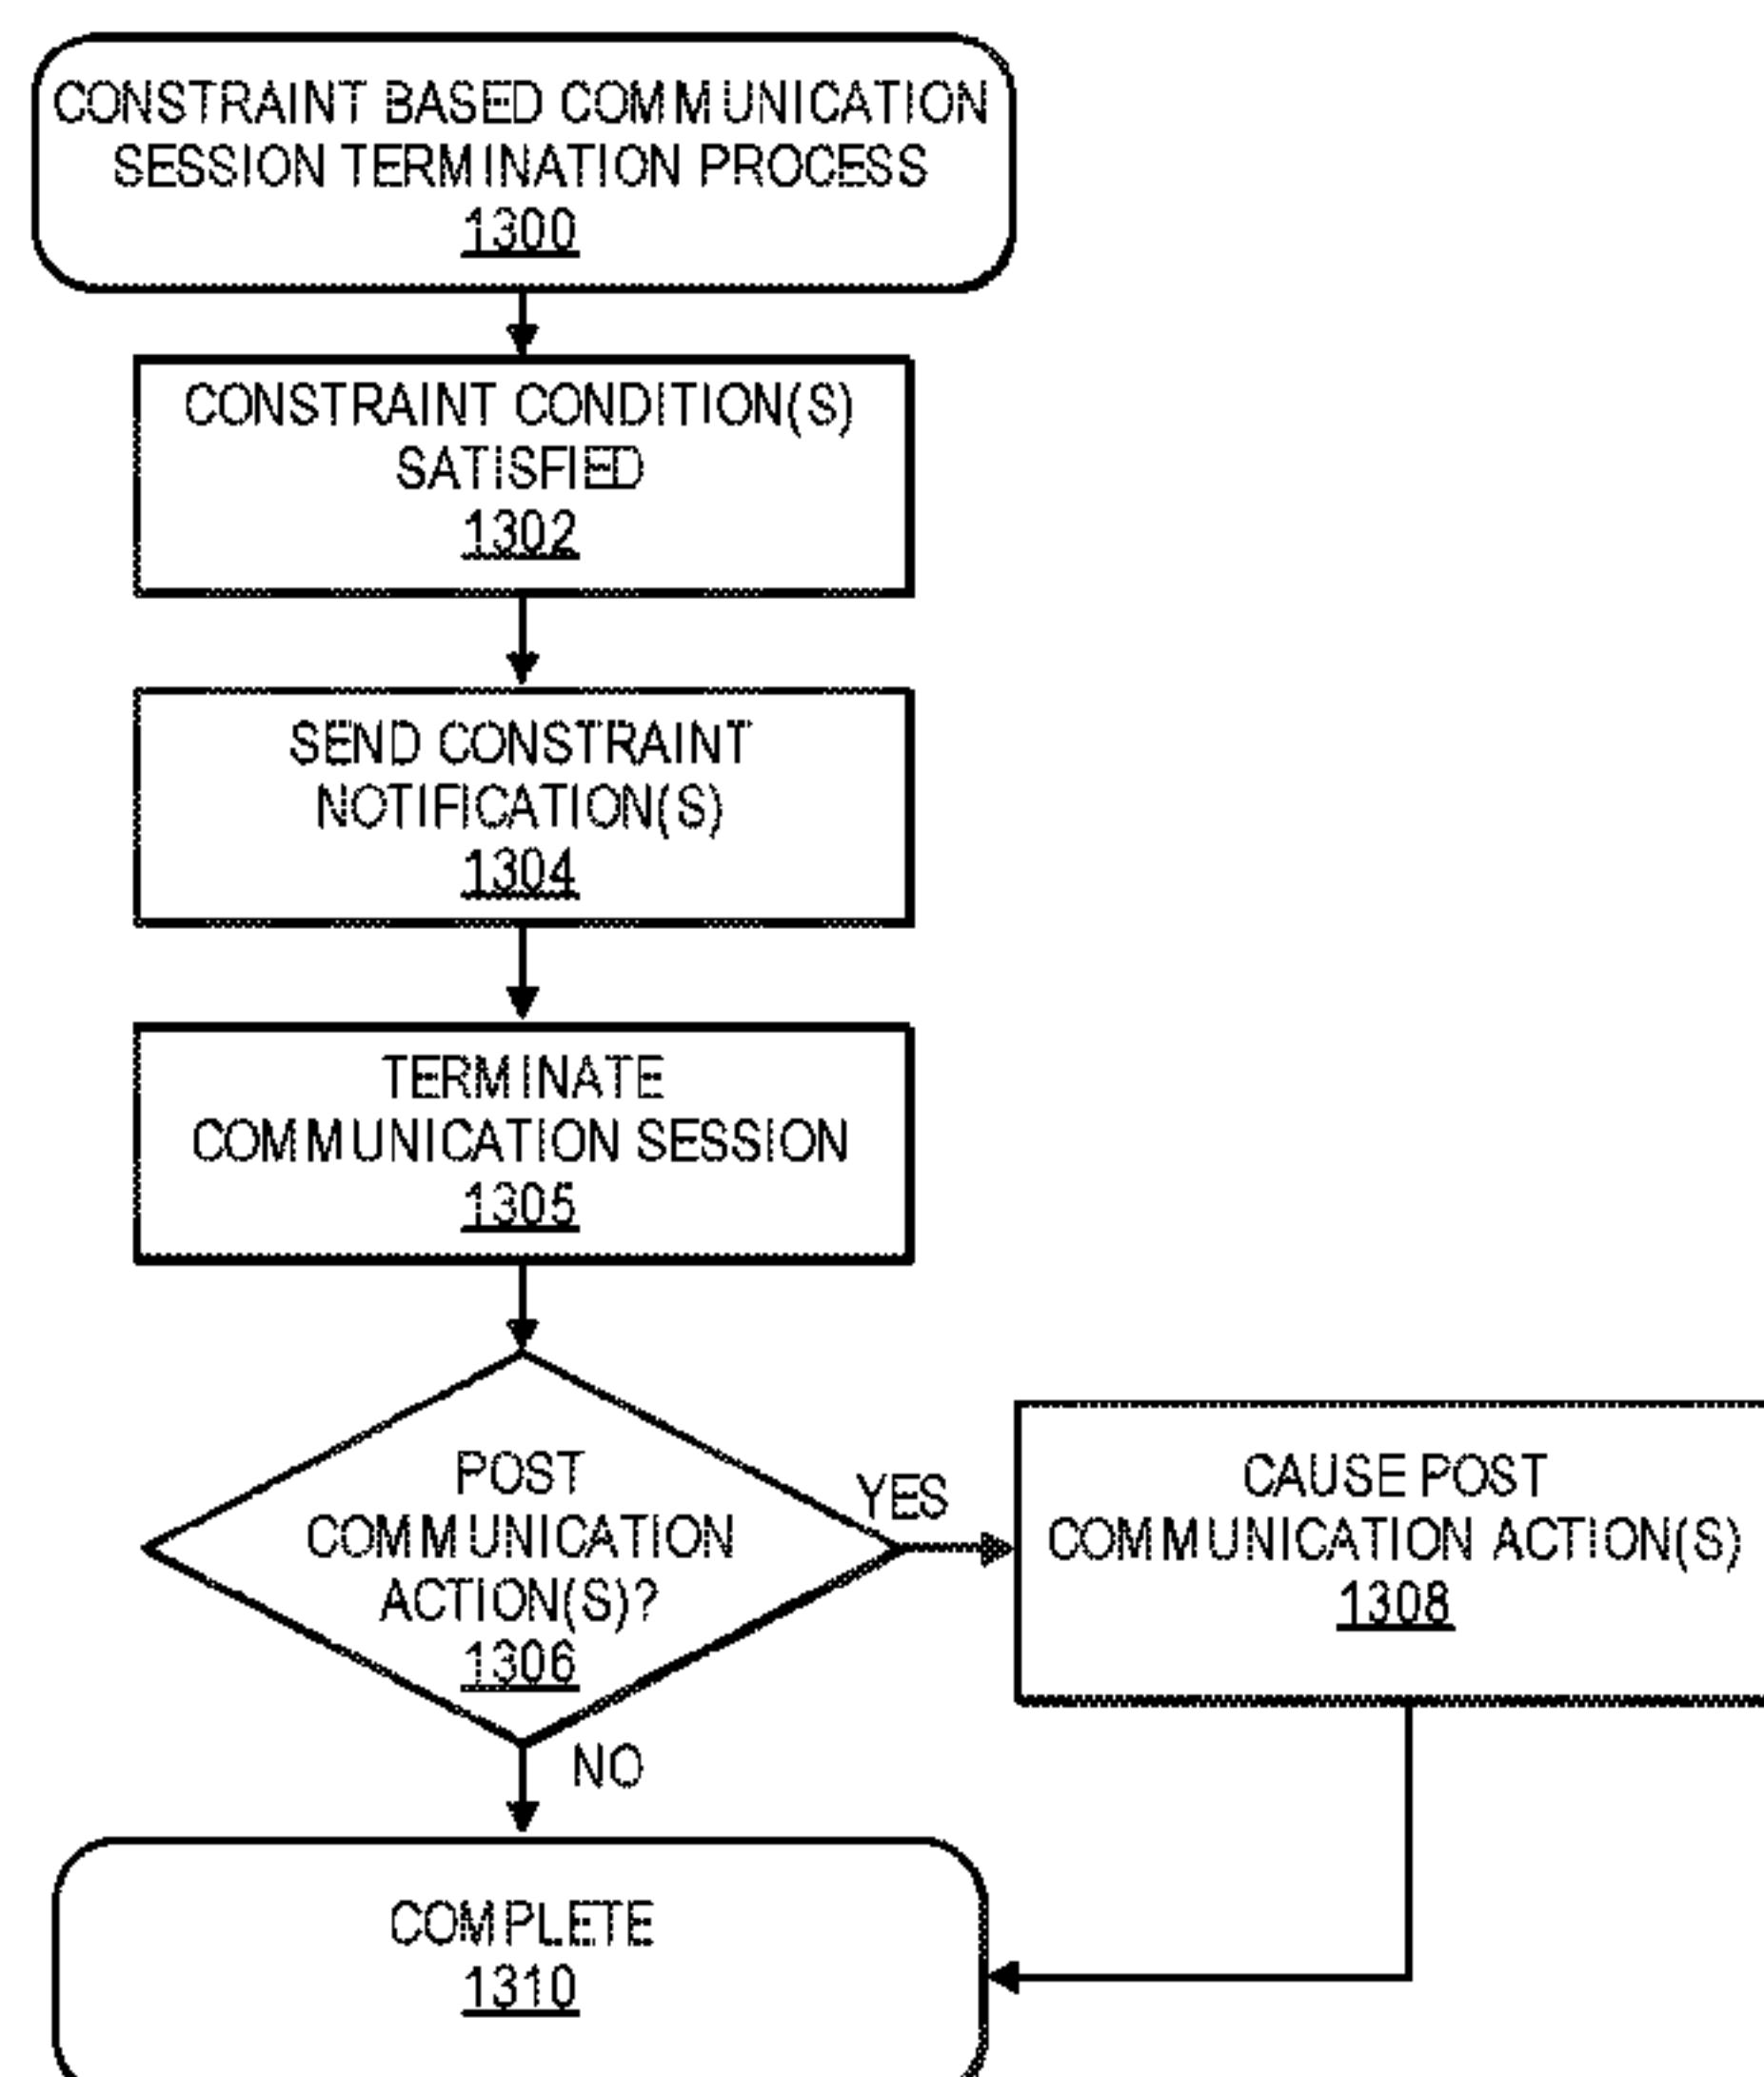 CONSTRAINT BASED COMMUNICATION
SESSION TERMINATION PROCESS
1300
CONSTRAINT CONDITION(S)
SATISFIED
1302
SEND CONSTRAINT
NOTIFICATION(S)
1304
TERMINATE
COMMUNICATION SESSION
1305
POST
COMMUNICATION
ACTION(S)?
1306
YES
CAUSE POST
COMMUNICATION ACTION(S)
1308
NO
COMPLETE
1310